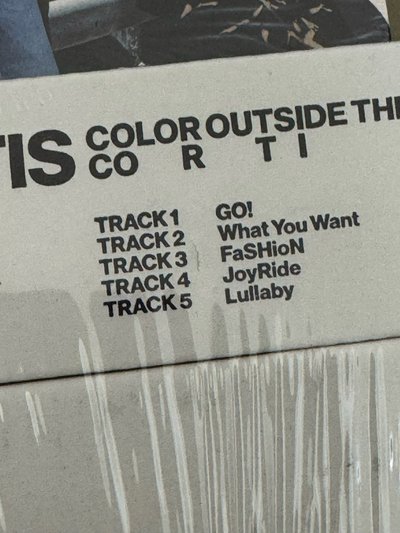 TIS COLOR OUTSIDE THE
CO R T I
TRACK 1 GO!
TRACK 2 What You Want
TRACK 3 FaSHioN
TRACK 4 JoyRide
TRACK 5 Lullaby